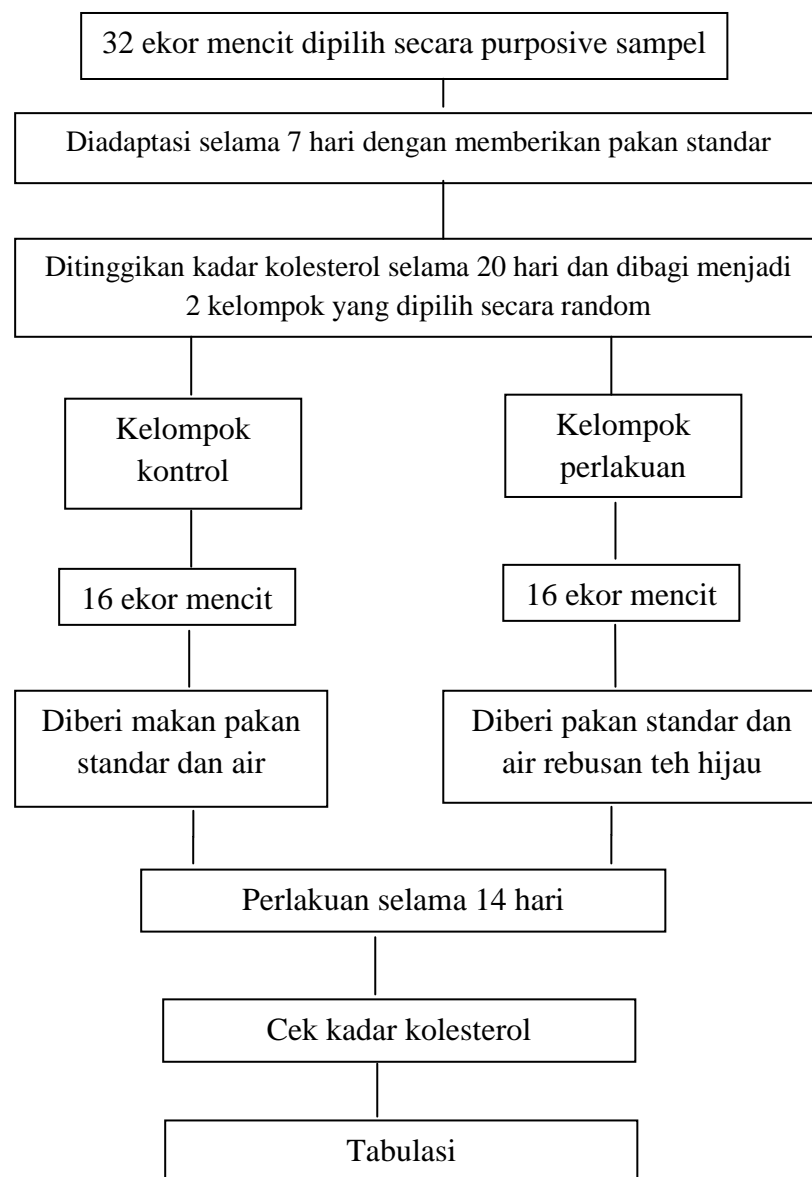 32 ekor mencit dipilih secara purposive sampel
Diadaptasi selama 7 hari dengan memberikan pakan standar
Ditinggikan kadar kolesterol selama 20 hari dan dibagi menjadi
2 kelompok yang dipilih secara random
Kelompok
kontrol
Kelompok
perlakuan
16 ekor mencit
16 ekor mencit
Diberi makan pakan
standar dan air
Diberi pakan standar dan
air rebusan teh hijau
Perlakuan selama 14 hari
Cek kadar kolesterol
Tabulasi